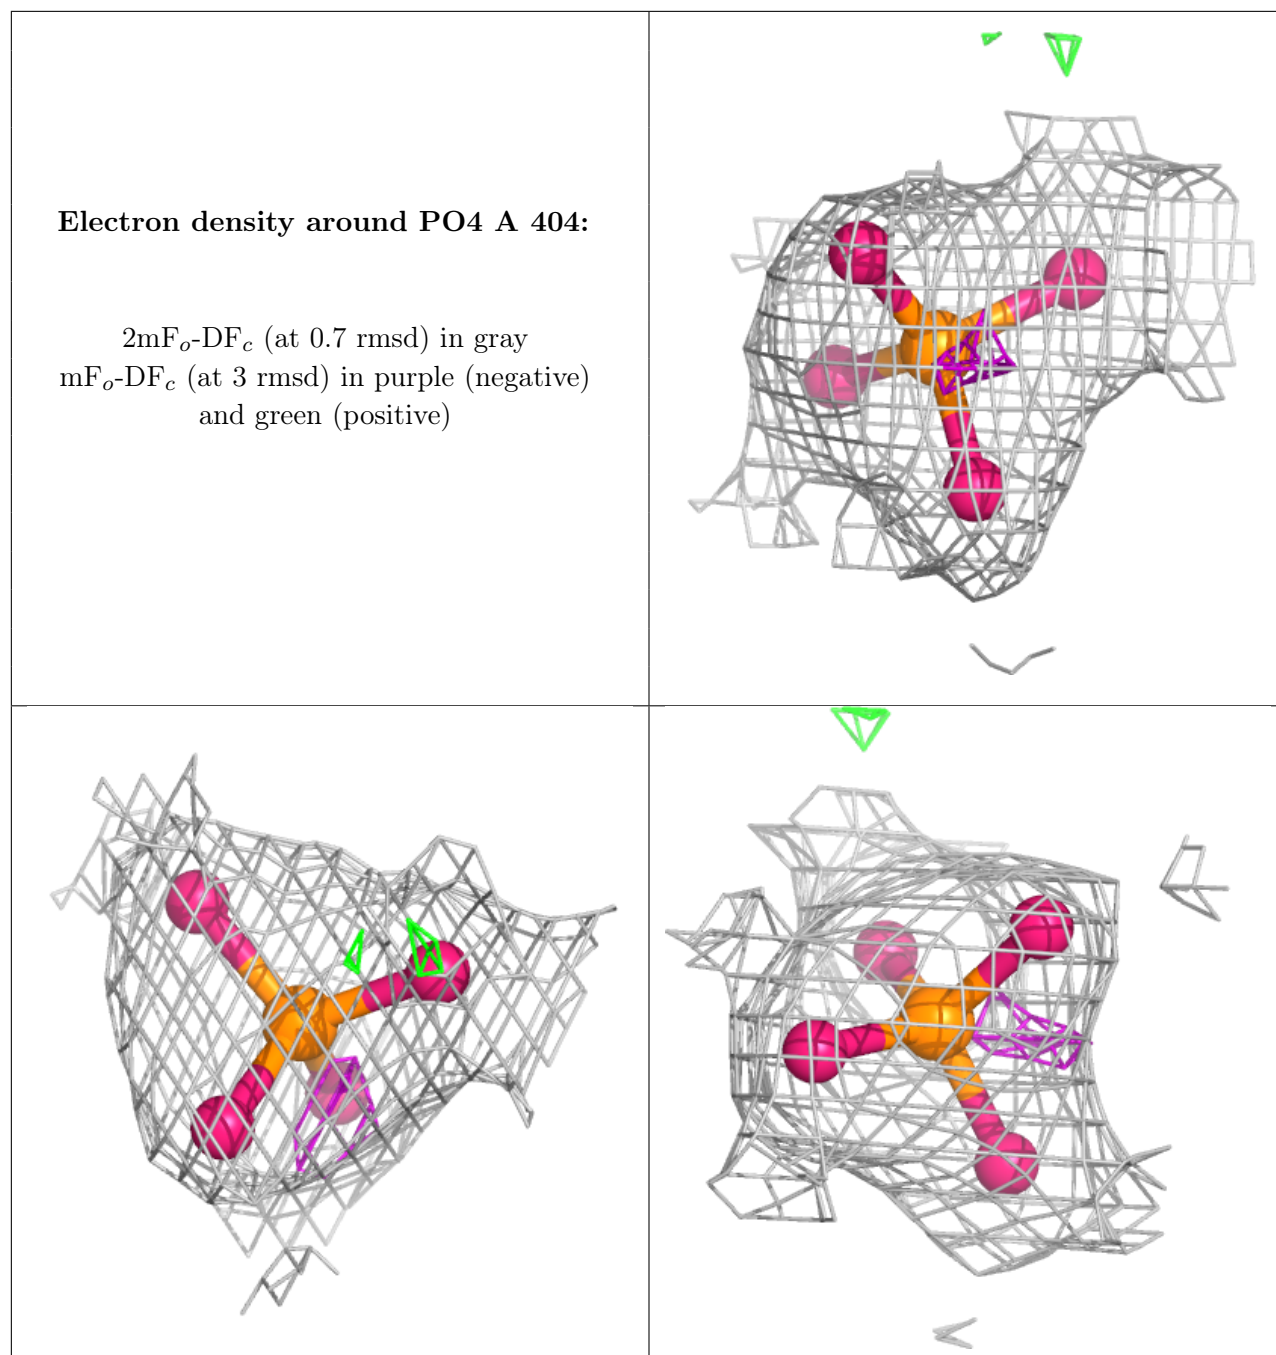 Electron density around PO4 A 404:
2mFo-DFc (at 0.7 rmsd) in gray
mFo-DFc (at 3 rmsd) in purple (negative)
and green (positive)